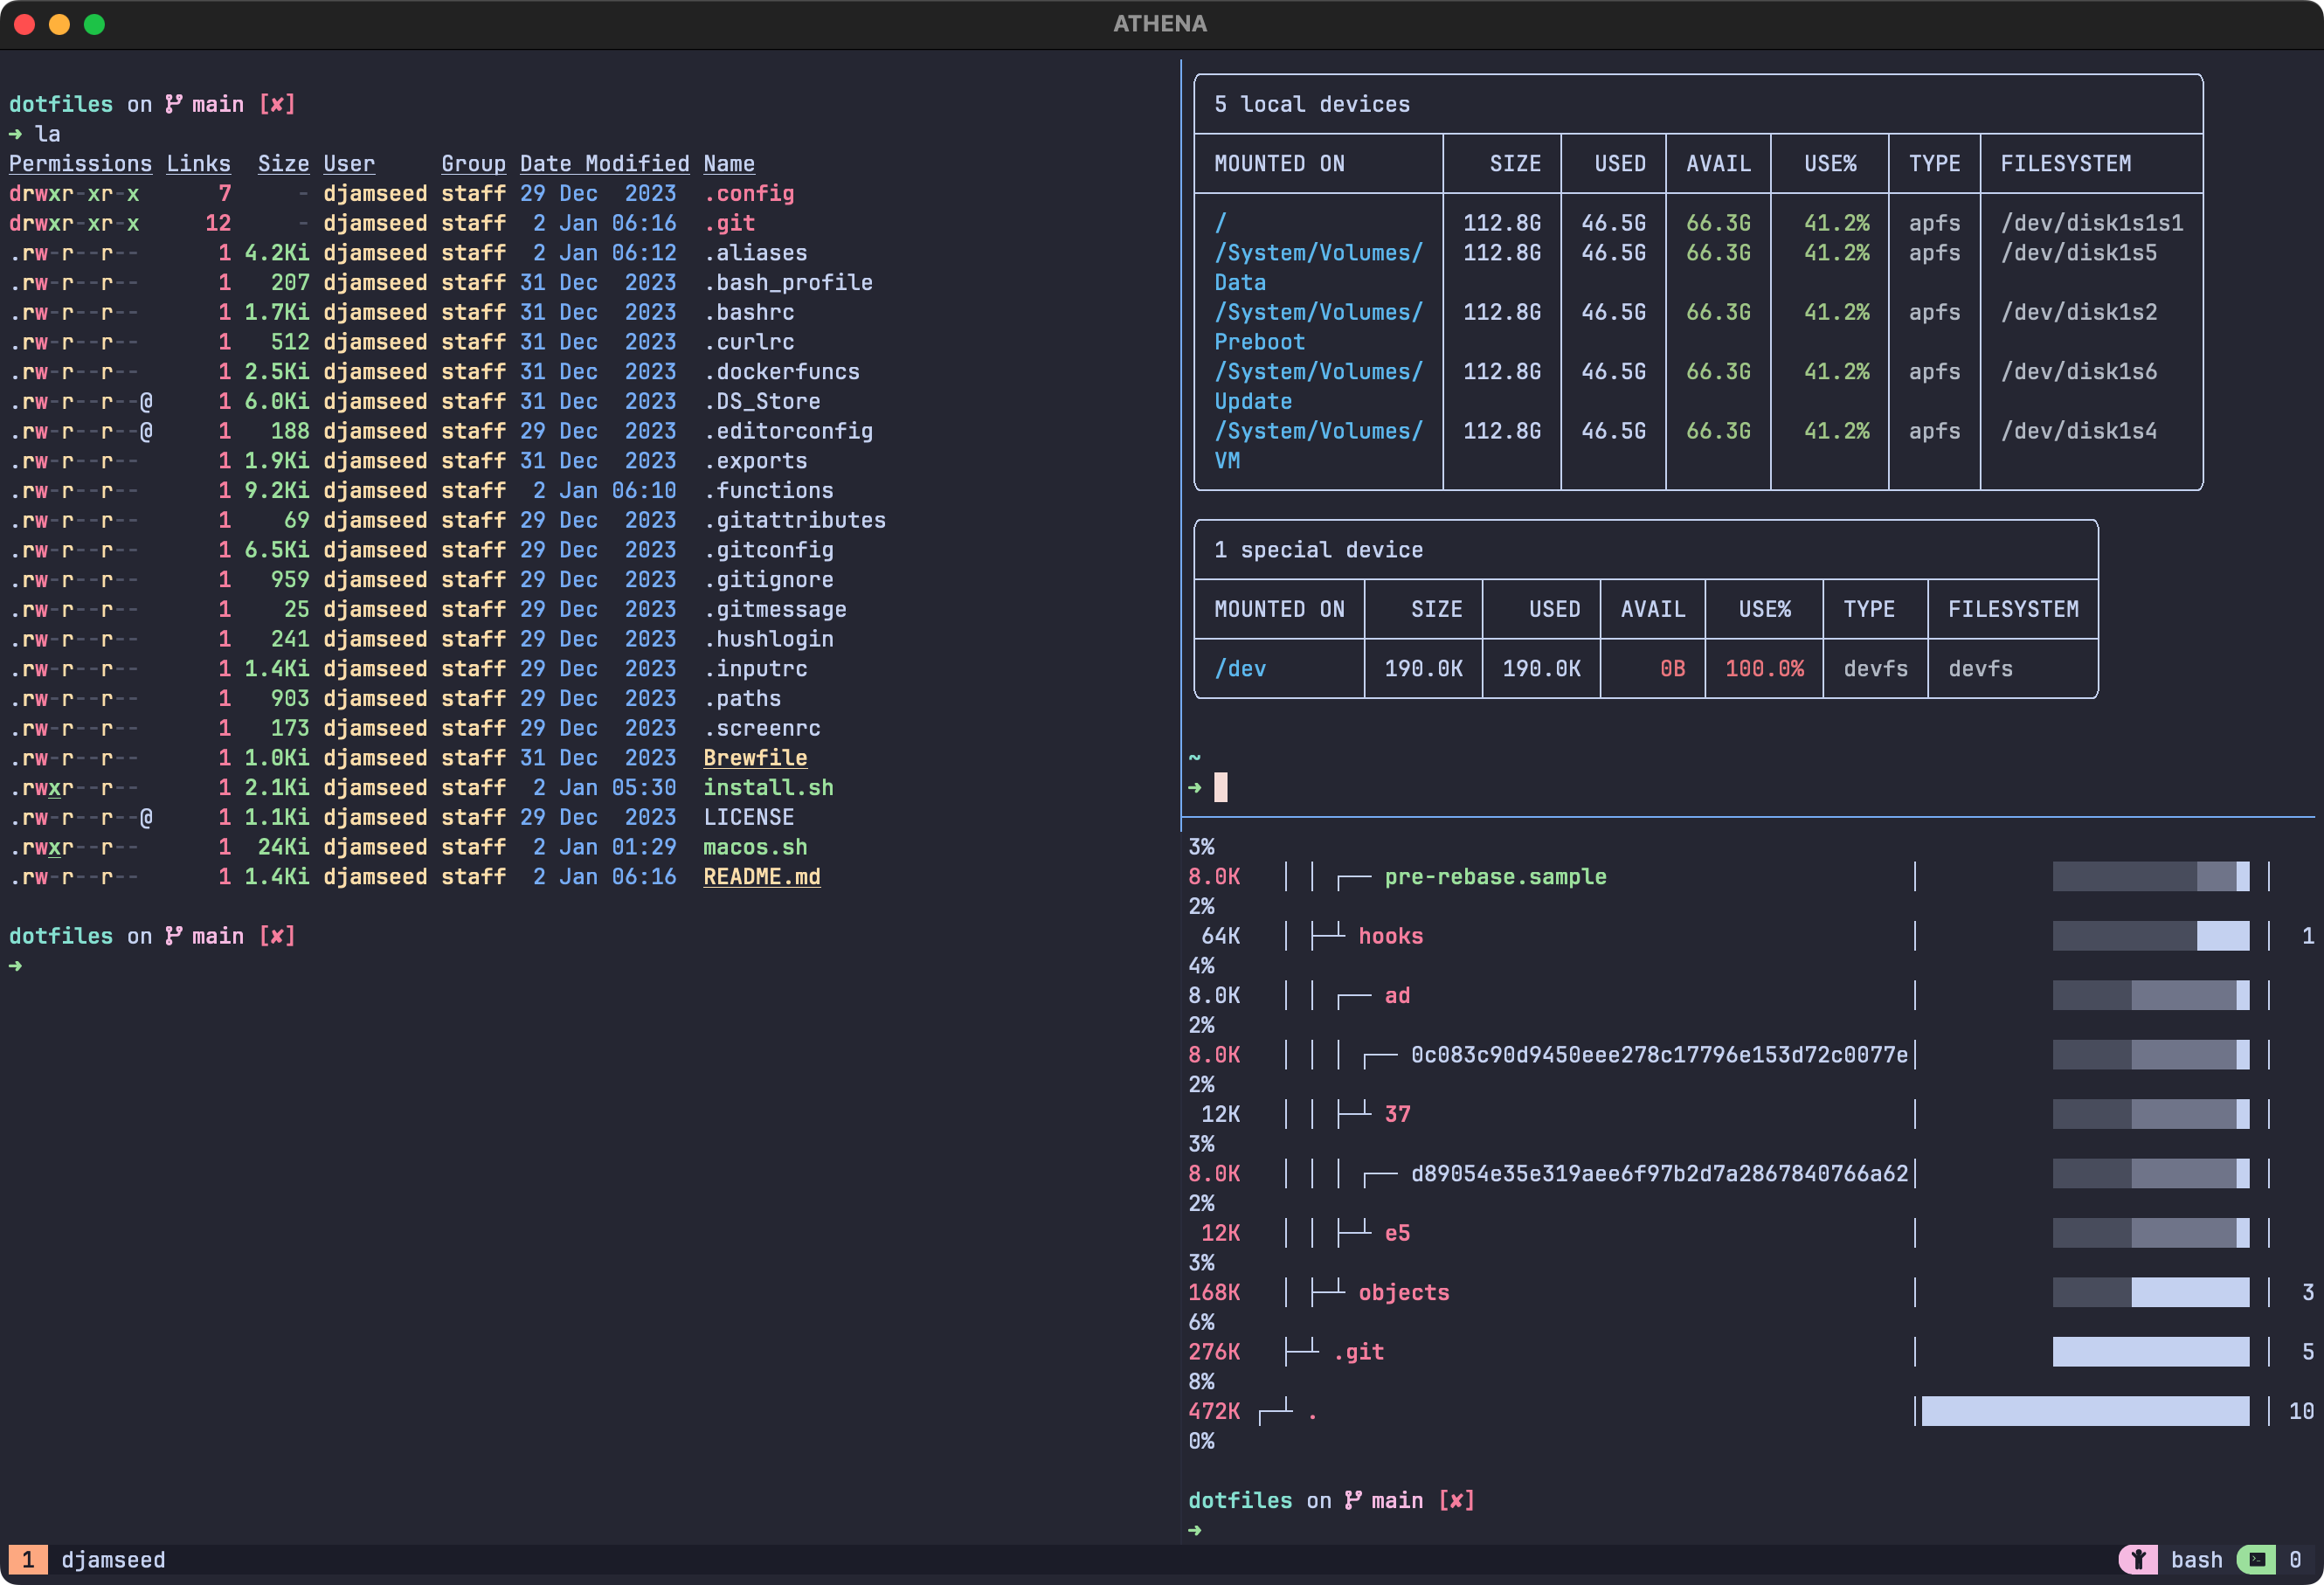 ATHENA
dotfiles on main [✘]
➜ la
Permissions Links Size User Group Date Modified Name
drwxr-xr-x 7 - djamseed staff 29 Dec 2023 .config
drwxr-xr-x 12 - djamseed staff 2 Jan 06:16 .git
.rw-r--r-- 1 4.2Ki djamseed staff 2 Jan 06:12 .aliases
.rw-r--r-- 1 207 djamseed staff 31 Dec 2023 .bash_profile
.rw-r--r-- 1 1.7Ki djamseed staff 31 Dec 2023 .bashrc
.rw-r--r-- 1 512 djamseed staff 31 Dec 2023 .curlrc
.rw-r--r-- 1 2.5Ki djamseed staff 31 Dec 2023 .dockerfuncs
.rw-r--r--@ 1 6.0Ki djamseed staff 31 Dec 2023 .DS_Store
.rw-r--r--@ 1 188 djamseed staff 29 Dec 2023 .editorconfig
.rw-r--r-- 1 1.9Ki djamseed staff 31 Dec 2023 .exports
.rw-r--r-- 1 9.2Ki djamseed staff 2 Jan 06:10 .functions
.rw-r--r-- 1 69 djamseed staff 29 Dec 2023 .gitattributes
.rw-r--r-- 1 6.5Ki djamseed staff 29 Dec 2023 .gitconfig
.rw-r--r-- 1 959 djamseed staff 29 Dec 2023 .gitignore
.rw-r--r-- 1 25 djamseed staff 29 Dec 2023 .gitmessage
.rw-r--r-- 1 241 djamseed staff 29 Dec 2023 .hushlogin
.rw-r--r-- 1 1.4Ki djamseed staff 29 Dec 2023 .inputrc
.rw-r--r-- 1 903 djamseed staff 29 Dec 2023 .paths
.rw-r--r-- 1 173 djamseed staff 29 Dec 2023 .screenrc
.rw-r--r-- 1 1.0Ki djamseed staff 31 Dec 2023 Brewfile
.rwxr--r-- 1 2.1Ki djamseed staff 2 Jan 05:30 install.sh
.rw-r--r--@ 1 1.1Ki djamseed staff 29 Dec 2023 LICENSE
.rwxr--r-- 1 24Ki djamseed staff 2 Jan 01:29 macos.sh
.rw-r--r-- 1 1.4Ki djamseed staff 2 Jan 06:16 README.md
dotfiles on main [✘]
➜
5 local devices
MOUNTED ON SIZE USED AVAIL USE% TYPE FILESYSTEM
/ 112.8G 46.5G 66.3G 41.2% apfs /dev/disk1s1s1
/System/Volumes/ 112.8G 46.5G 66.3G 41.2% apfs /dev/disk1s5
Data
/System/Volumes/ 112.8G 46.5G 66.3G 41.2% apfs /dev/disk1s2
Preboot
/System/Volumes/ 112.8G 46.5G 66.3G 41.2% apfs /dev/disk1s6
Update
/System/Volumes/ 112.8G 46.5G 66.3G 41.2% apfs /dev/disk1s4
VM
1 special device
MOUNTED ON SIZE USED AVAIL USE% TYPE FILESYSTEM
/dev 190.0K 190.0K 0B 100.0% devfs devfs
~
➜
3%
8.0K pre-rebase.sample
2%
64K hooks 1
4%
8.0K ad
2%
8.0K 0c083c90d9450eee278c17796e153d72c0077e
2%
12K 37
3%
8.0K d89054e35e319aee6f97b2d7a2867840766a62
2%
12K e5
3%
168K objects 3
6%
276K .git 5
8%
472K . 10
0%
dotfiles on main [✘]
➜
1 djamseed
bash 0